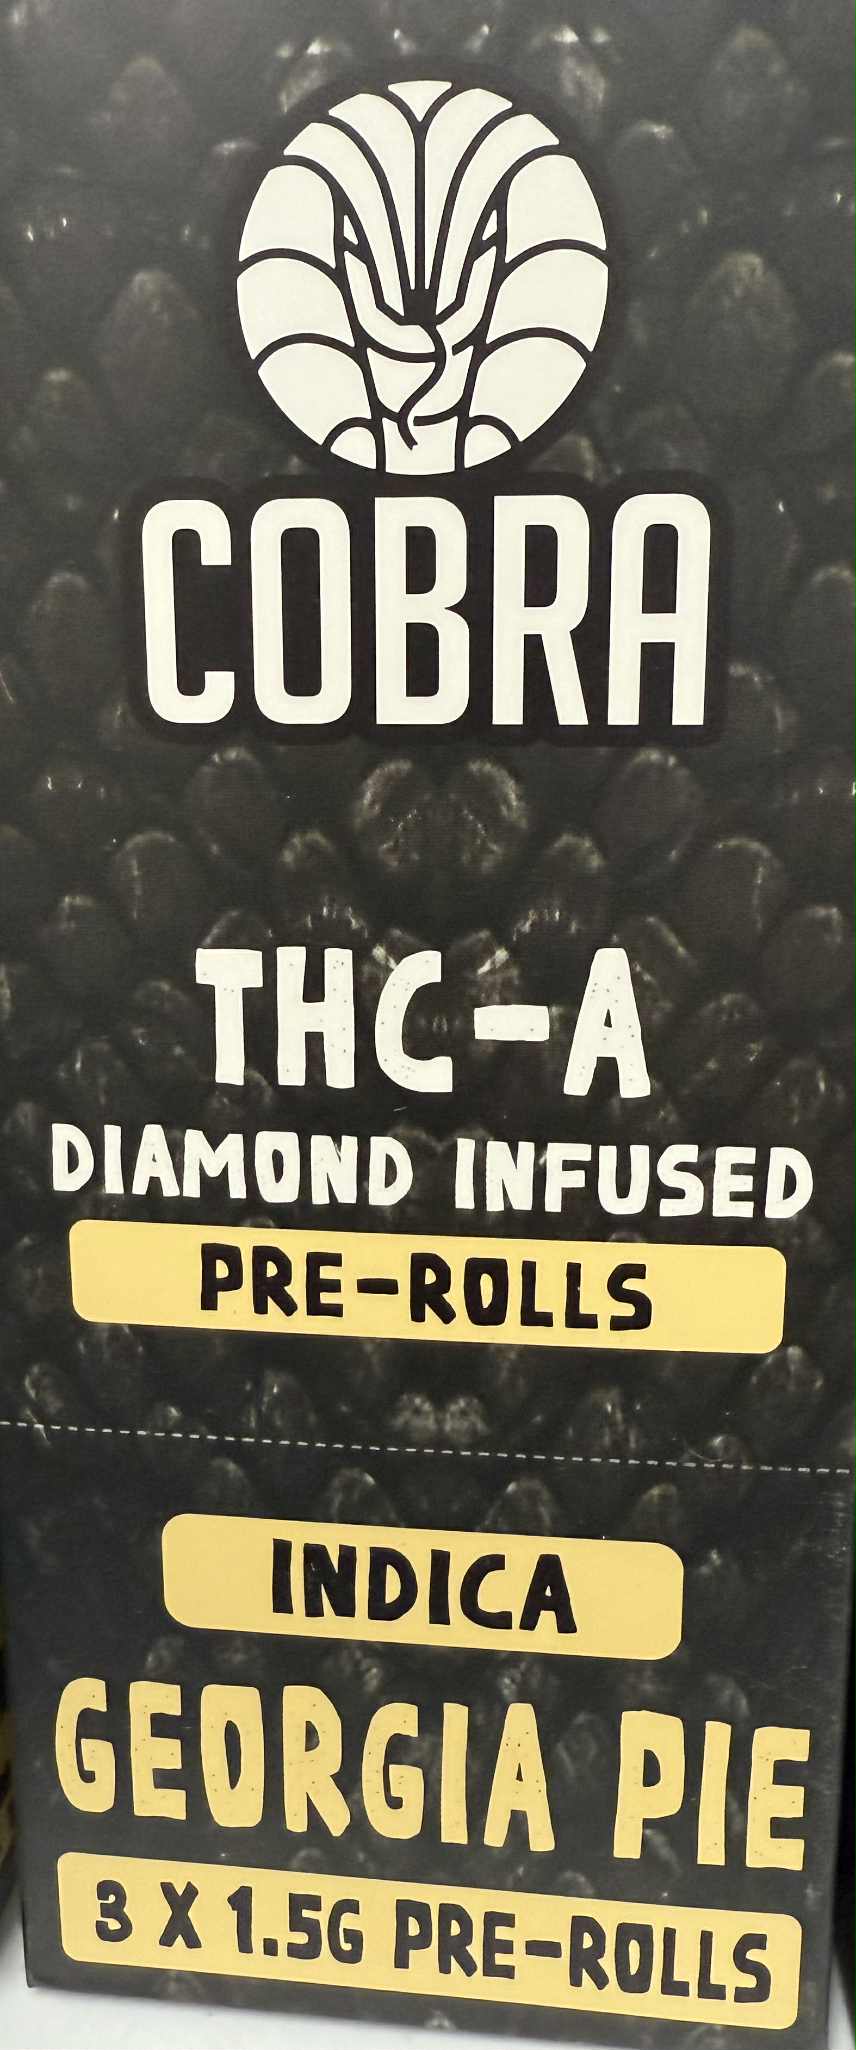 COBRA
THC-A
DIAMOND INFUSED
PRE-ROLLS
INDICA
GEORGIA PIE
3 X 1.5G PRE-ROLLS